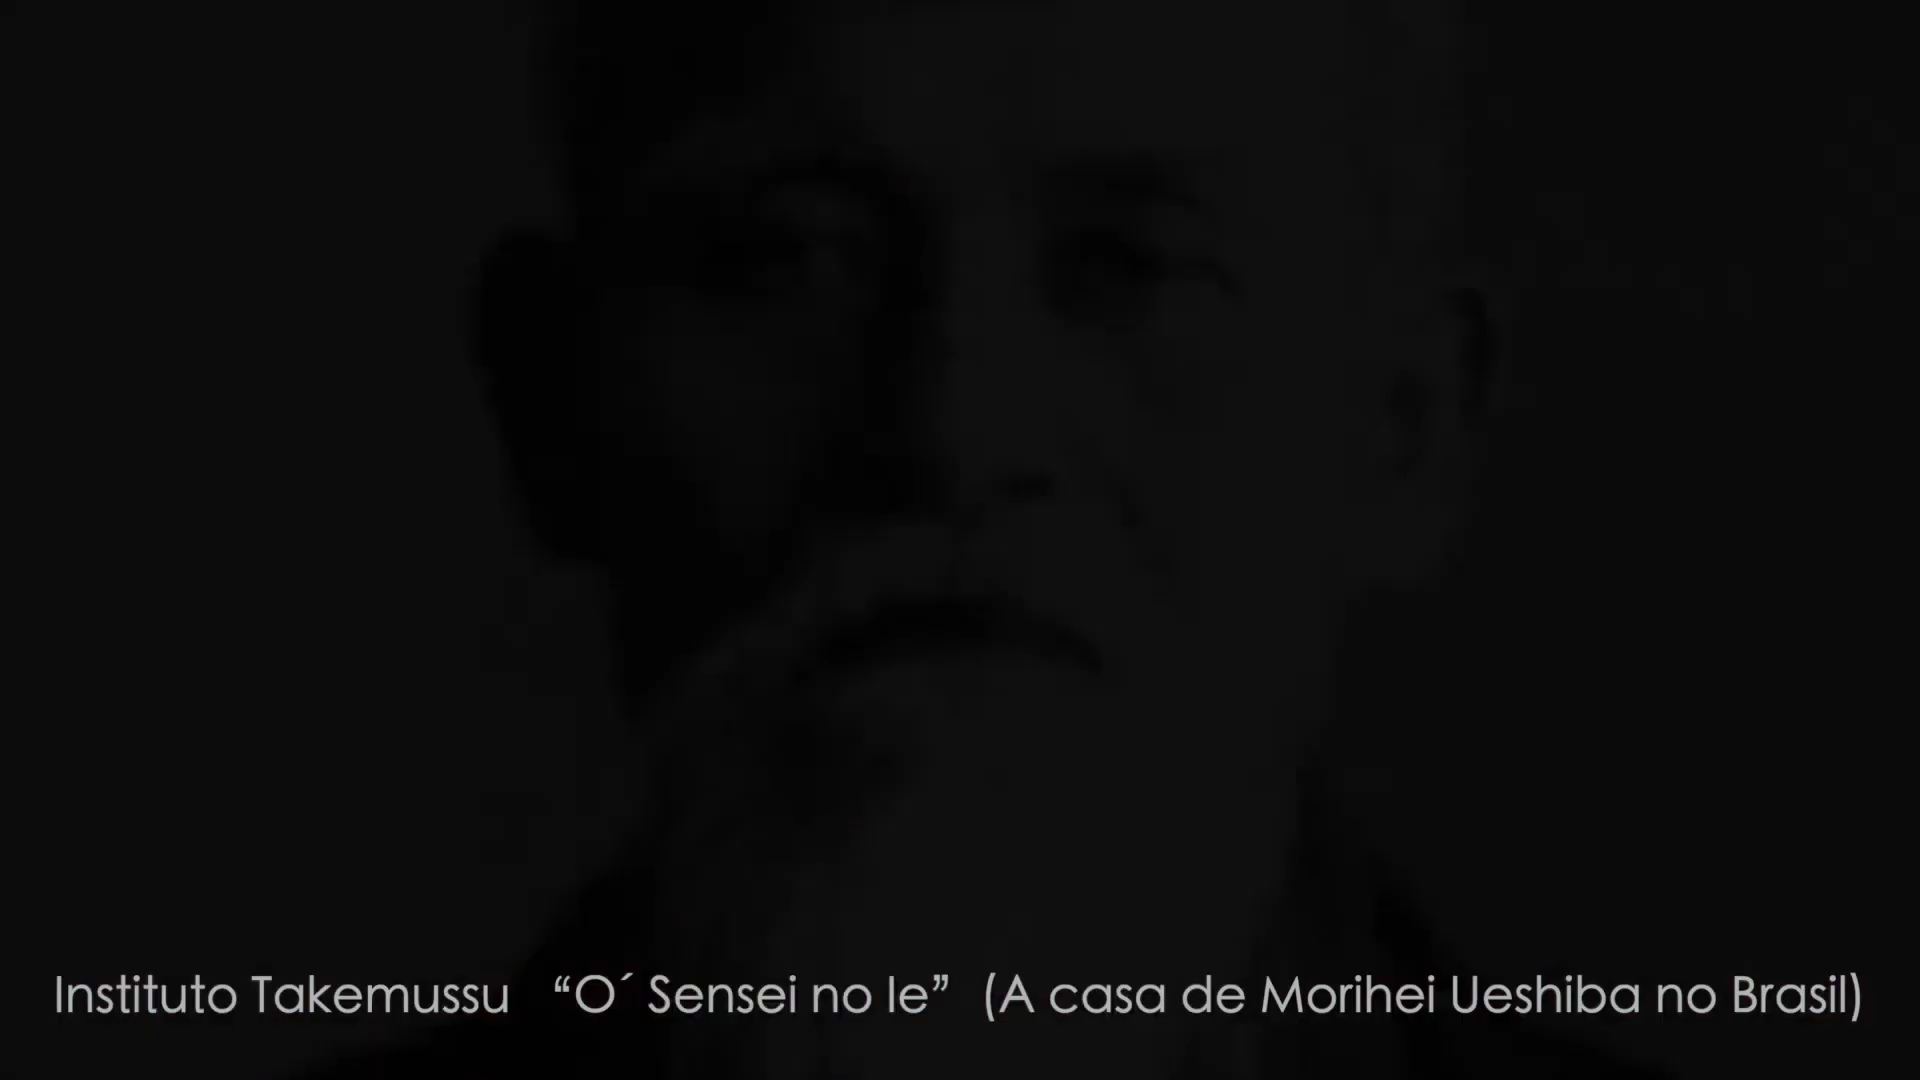 Instituto Takemussu “O´ Sensei no Ie” (A casa de Morihei Ueshiba no Brasil)